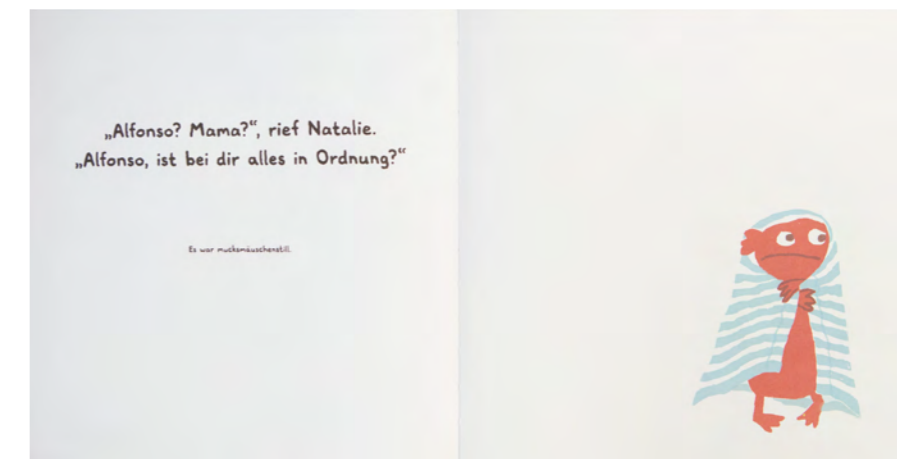 „Alfonso? Mama?“, rief Natalie.
„Alfonso, ist bei dir alles in Ordnung?“
Es war mucksmäuschenstill.